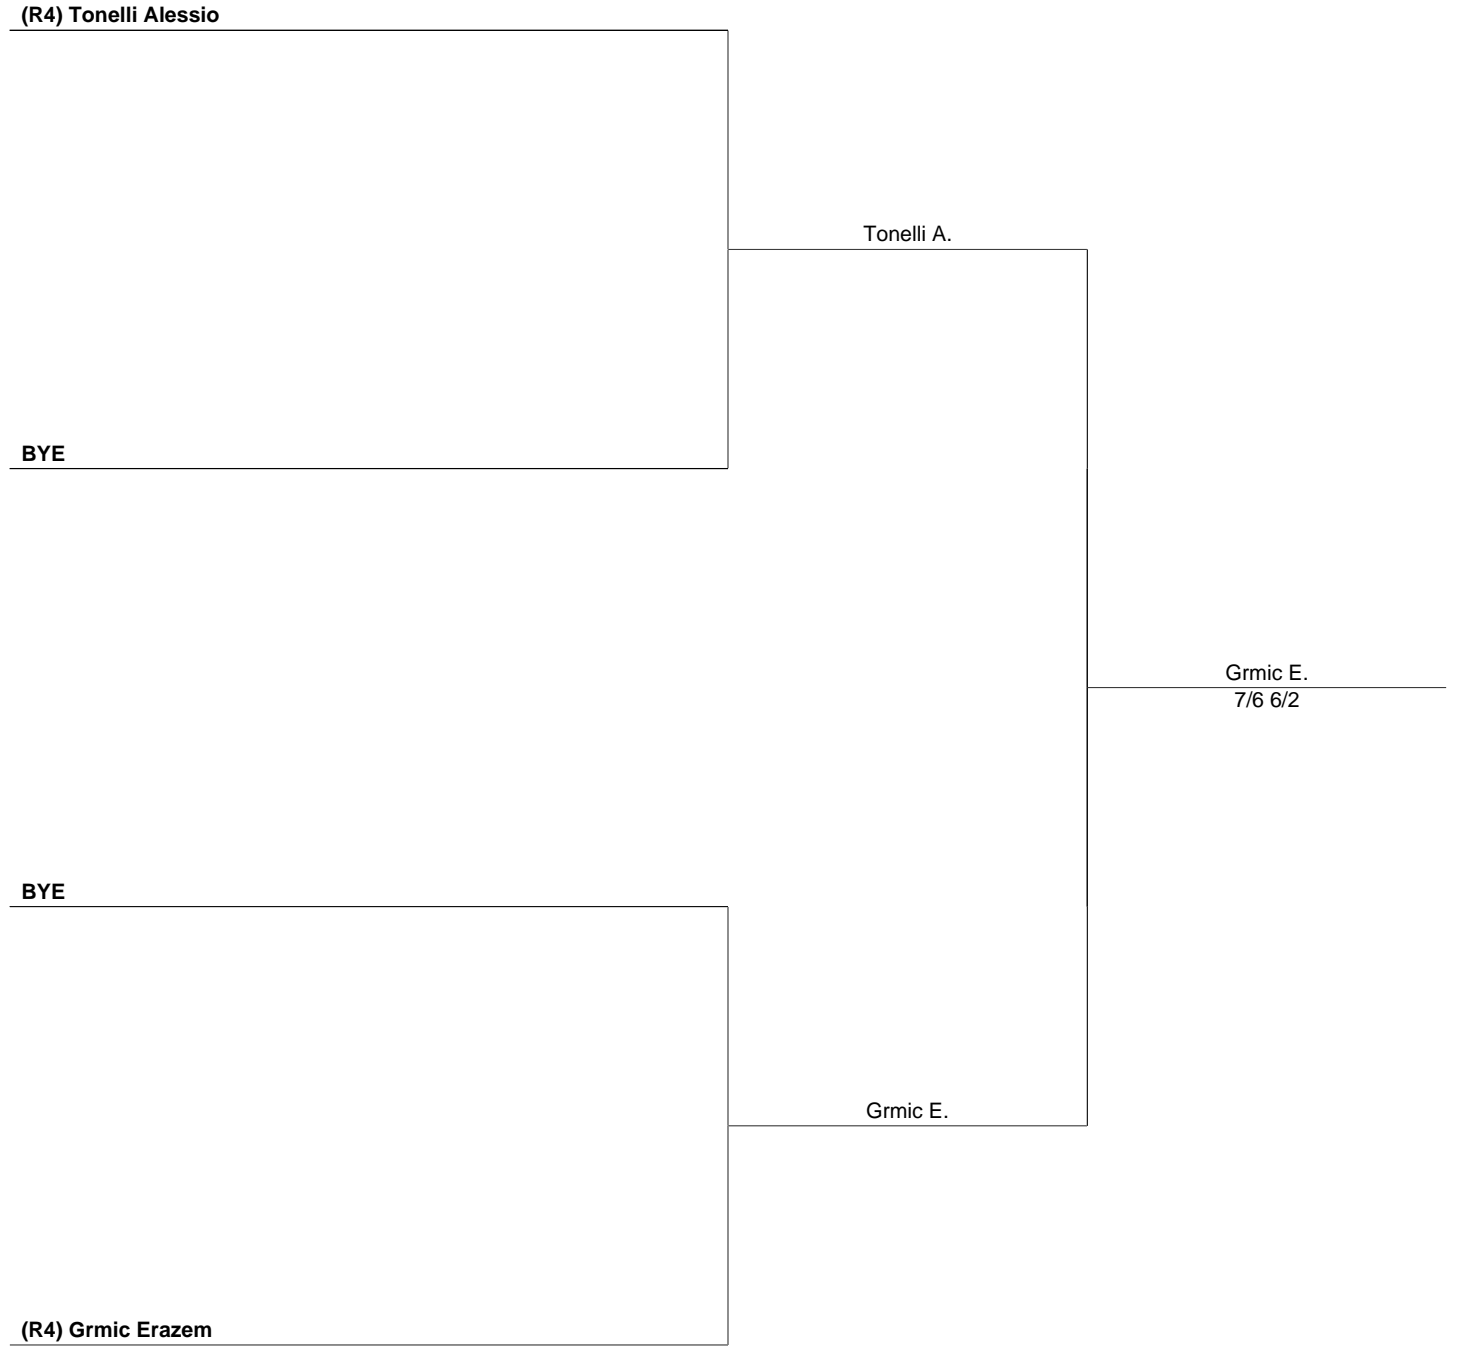 (R4) Tonelli Alessio
Tonelli A.
BYE
Grmic E.
7/6 6/2
BYE
Grmic E.
(R4) Grmic Erazem